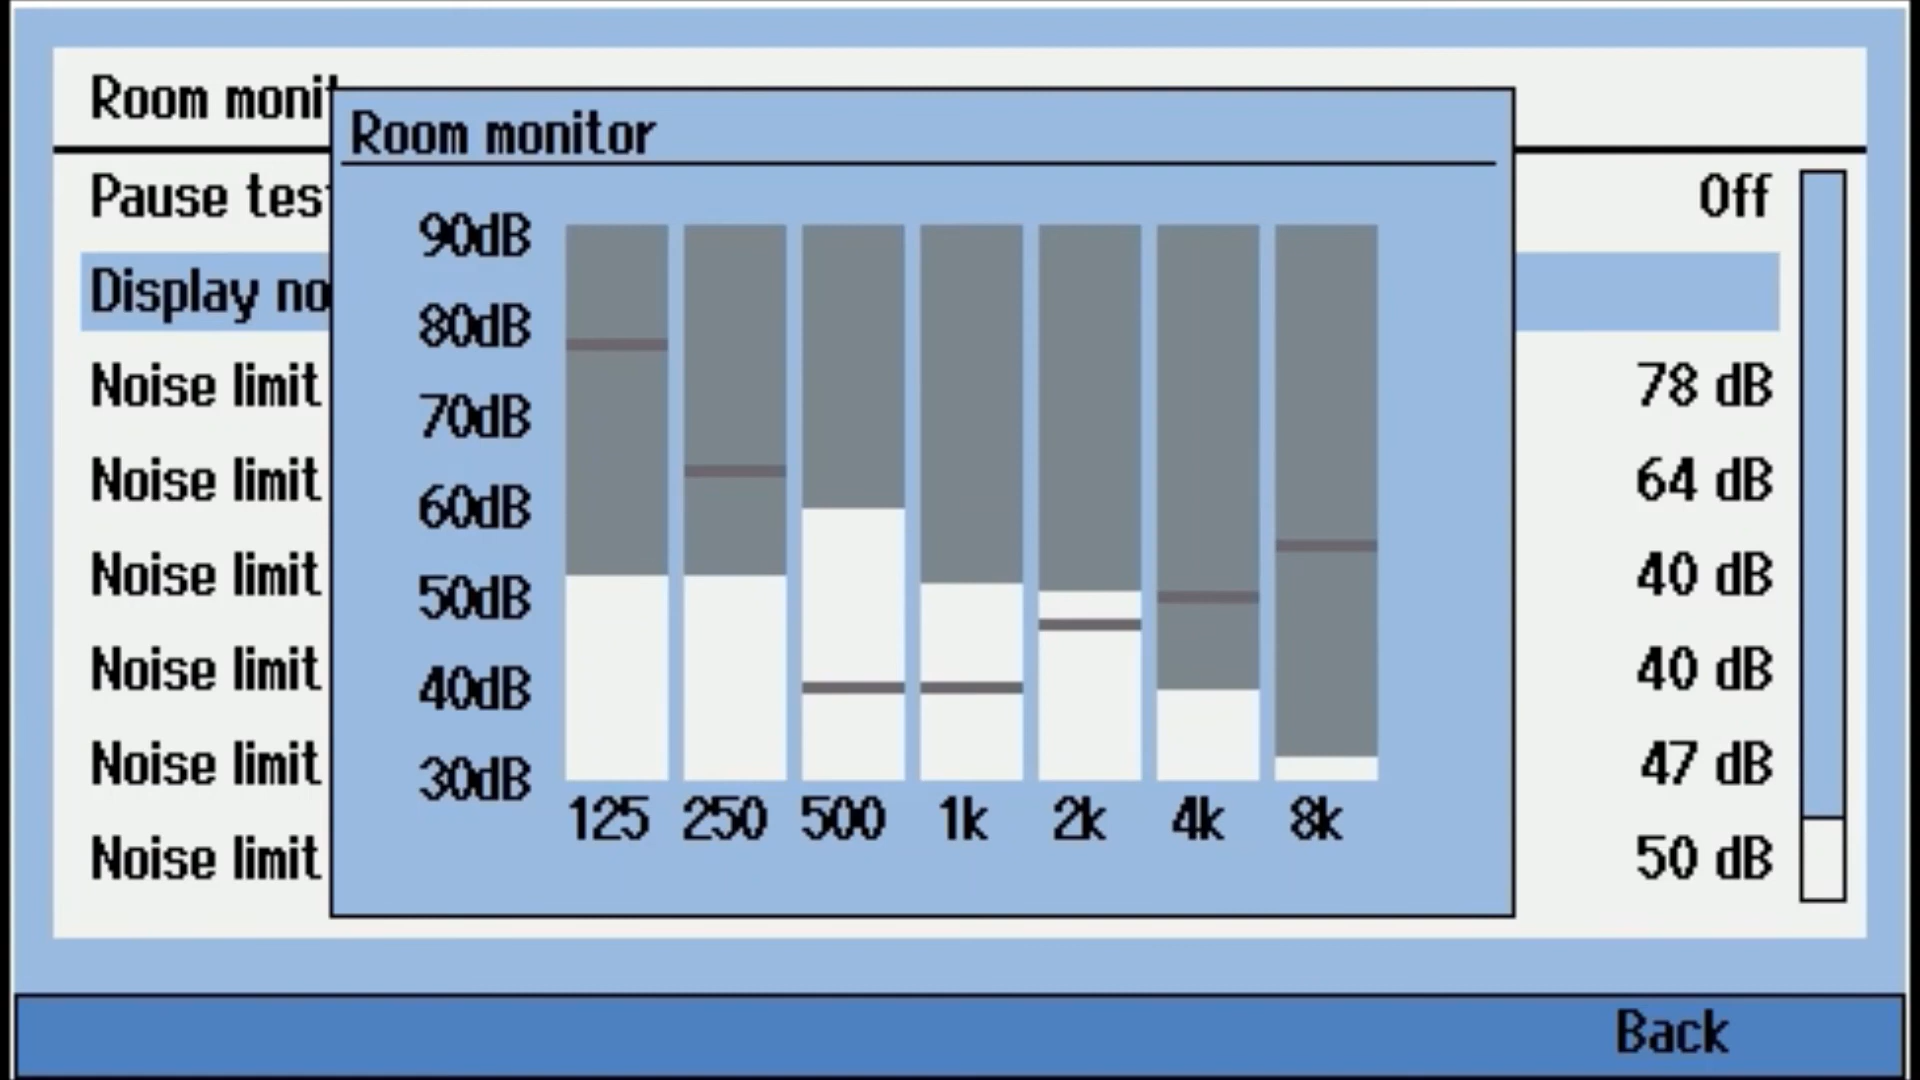 Room monit
Room monitor
Pause test
Off
Display no
Noise limit
78 dB
Noise limit
64 dB
Noise limit
40 dB
Noise limit
40 dB
Noise limit
47 dB
Noise limit
50 dB
90dB
80dB
70dB
60dB
50dB
40dB
30dB
125 250 500 1k 2k 4k 8k
Back